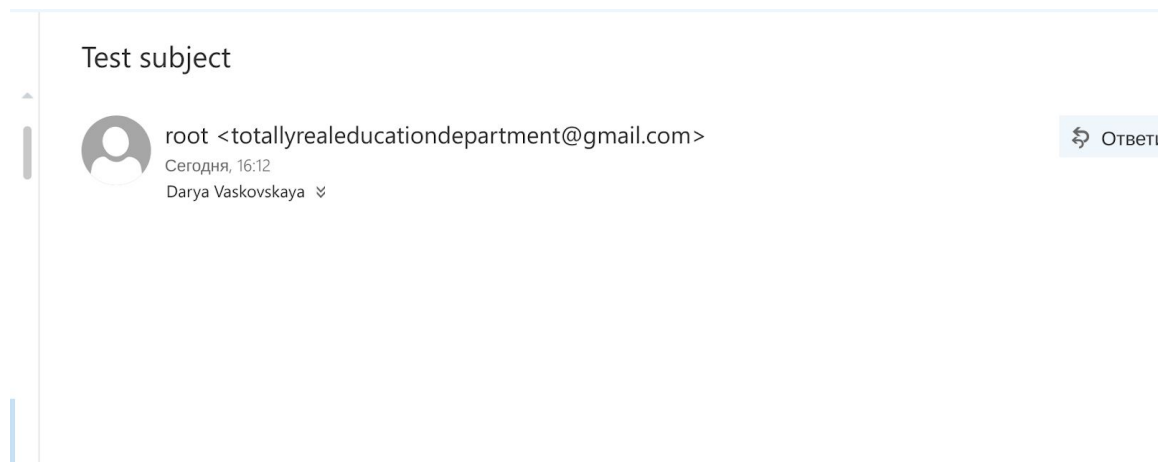 Test subject
root <totallyrealeducationdepartment@gmail.com>
Ответи
Сегодня, 16:12
Darya Vaskovskaya